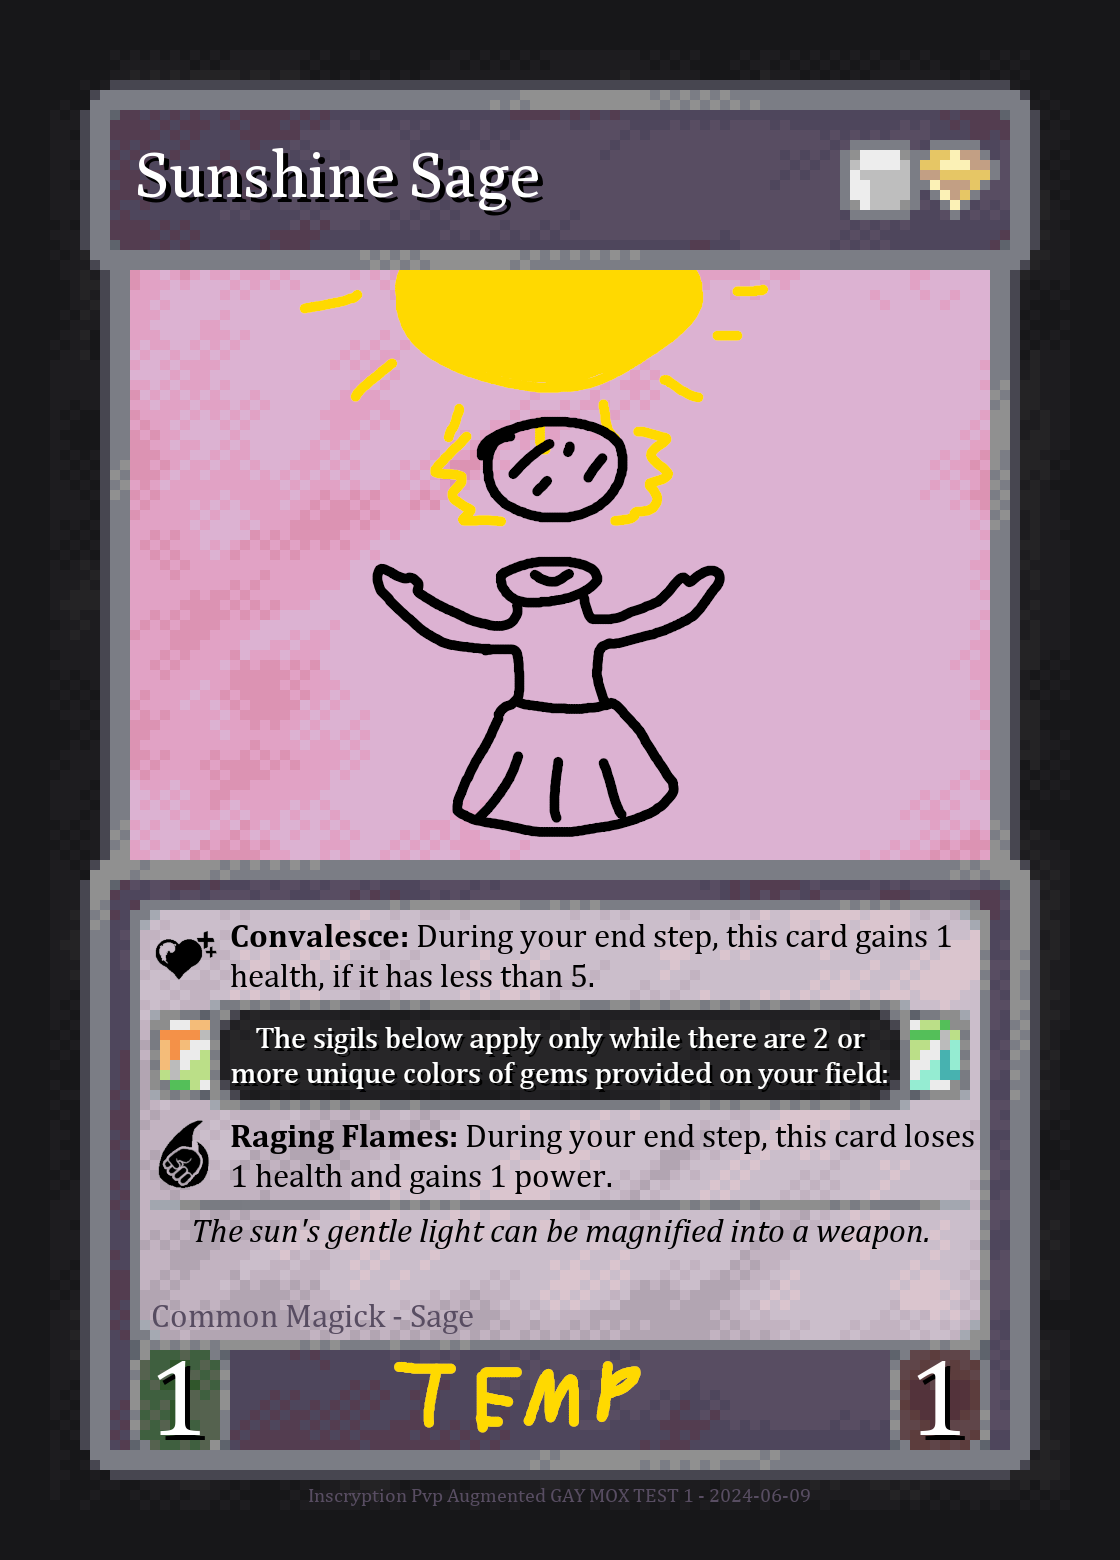 Sunshine Sage
Convalesce: During your end step, this card gains 1
health, if it has less than 5.
The sigils below apply only while there are 2 or
more unique colors of gems provided on your field:
Raging Flames: During your end step, this card loses
1 health and gains 1 power.
The sun's gentle light can be magnified into a weapon.
Common Magick - Sage
1 TEMP 1
Inscryption Pvp Augmented GAY MOX TEST 1 - 2024-06-09